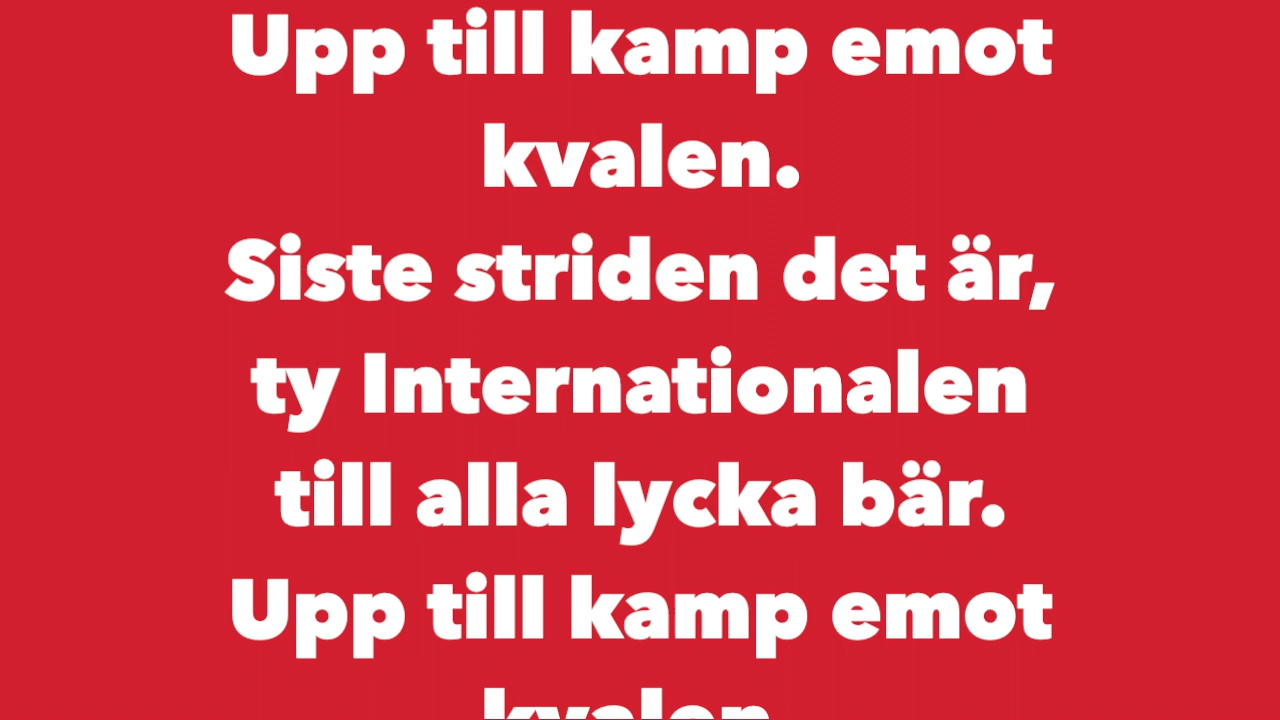 Upp till kamp emot
kvalen.
Siste striden det är,
ty Internationalen
till alla lycka bär.
Upp till kamp emot
kvalen